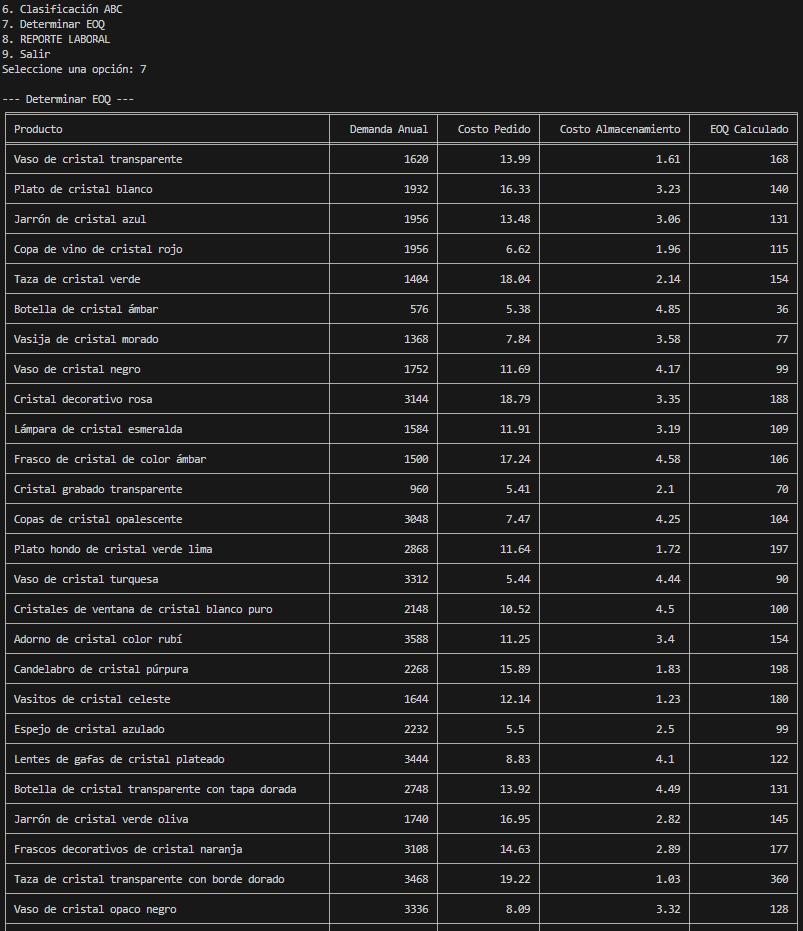 6. Clasificación ABC
7. Determinar EOQ
8. REPORTE LABORAL
9. Salir
Seleccione una opción: 7
--- Determinar EOQ ---
Producto Demanda Anual Costo Pedido Costo Almacenamiento EOQ Calculado
Vaso de cristal transparente 1620 13.99 1.61 168
Plato de cristal blanco 1932 16.33 3.23 140
Jarrón de cristal azul 1956 13.48 3.06 131
Copa de vino de cristal rojo 1956 6.62 1.96 115
Taza de cristal verde 1404 18.04 2.14 154
Botella de cristal ámbar 576 5.38 4.85 36
Vasija de cristal morado 1368 7.84 3.58 77
Vaso de cristal negro 1752 11.69 4.17 99
Cristal decorativo rosa 3144 18.79 3.35 188
Lámpara de cristal esmeralda 1584 11.91 3.19 109
Frasco de cristal de color ámbar 1500 17.24 4.58 106
Cristal grabado transparente 960 5.41 2.1 70
Copas de cristal opalescente 3048 7.47 4.25 104
Plato hondo de cristal verde lima 2868 11.64 1.72 197
Vaso de cristal turquesa 3312 5.44 4.44 90
Cristales de ventana de cristal blanco puro 2148 10.52 4.5 100
Adorno de cristal color rubí 3588 11.25 3.4 154
Candelabro de cristal púrpura 2268 15.89 1.83 198
Vasitos de cristal celeste 1644 12.14 1.23 180
Espejo de cristal azulado 2232 5.5 2.5 99
Lentes de gafas de cristal plateado 3444 8.83 4.1 122
Botella de cristal transparente con tapa dorada 2748 13.92 4.49 131
Jarrón de cristal verde oliva 1740 16.95 2.82 145
Frascos decorativos de cristal naranja 3108 14.63 2.89 177
Taza de cristal transparente con borde dorado 3468 19.22 1.03 360
Vaso de cristal opaco negro 3336 8.09 3.32 128